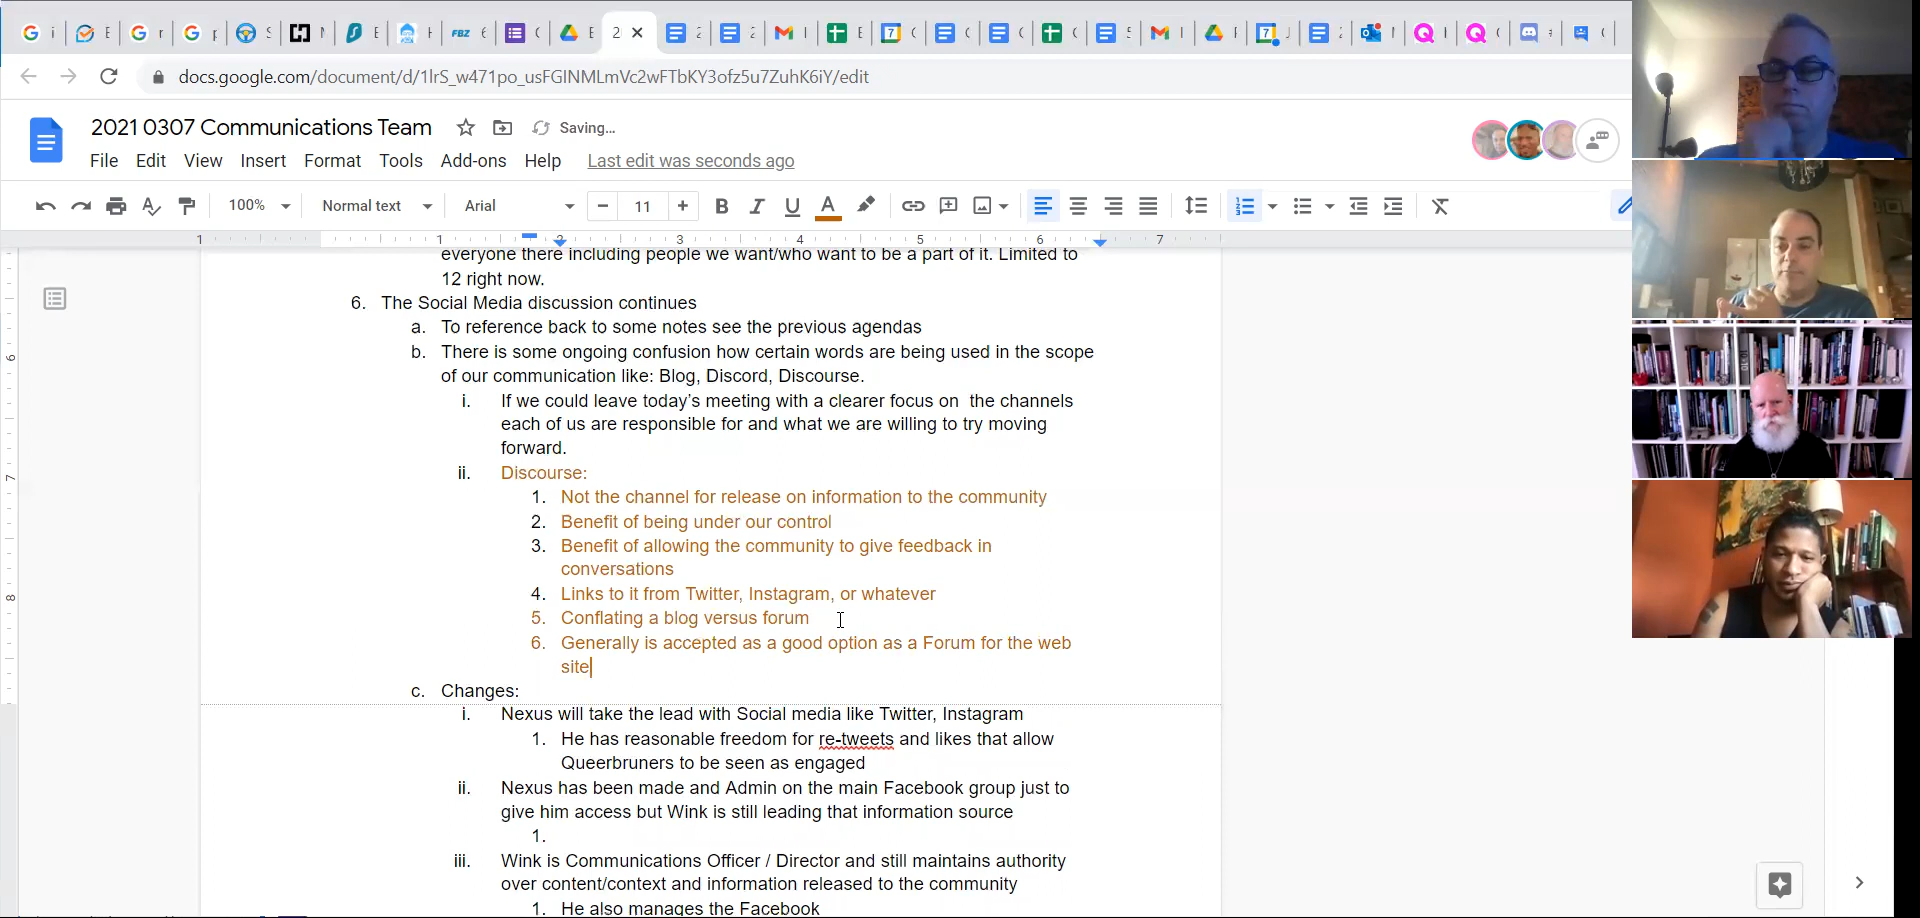 docs.google.com/document/d/1lrS_w471po_usFGINMLmVc2wFTbKY3ofz5u7ZuhK6iY/edit
2021 0307 Communications Team
Saving...
File Edit View Insert Format Tools Add-ons Help Last edit was seconds ago
100% Normal text Arial 11
1 1 2 3 4 5 6 7
everyone there including people we want/who want to be a part of it. Limited to
12 right now.
6. The Social Media discussion continues
a. To reference back to some notes see the previous agendas
b. There is some ongoing confusion how certain words are being used in the scope
of our communication like: Blog, Discord, Discourse.
i. If we could leave today's meeting with a clearer focus on the channels
each of us are responsible for and what we are willing to try moving
forward.
ii. Discourse:
1. Not the channel for release on information to the community
2. Benefit of being under our control
3. Benefit of allowing the community to give feedback in
conversations
4. Links to it from Twitter, Instagram, or whatever
5. Conflating a blog versus forum
6. Generally is accepted as a good option as a Forum for the web
site
c. Changes:
i. Nexus will take the lead with Social media like Twitter, Instagram
1. He has reasonable freedom for re-tweets and likes that allow
Queerbruners to be seen as engaged
ii. Nexus has been made and Admin on the main Facebook group just to
give him access but Wink is still leading that information source
1.
iii. Wink is Communications Officer / Director and still maintains authority
over content/context and information released to the community
1. He also manages the Facebook